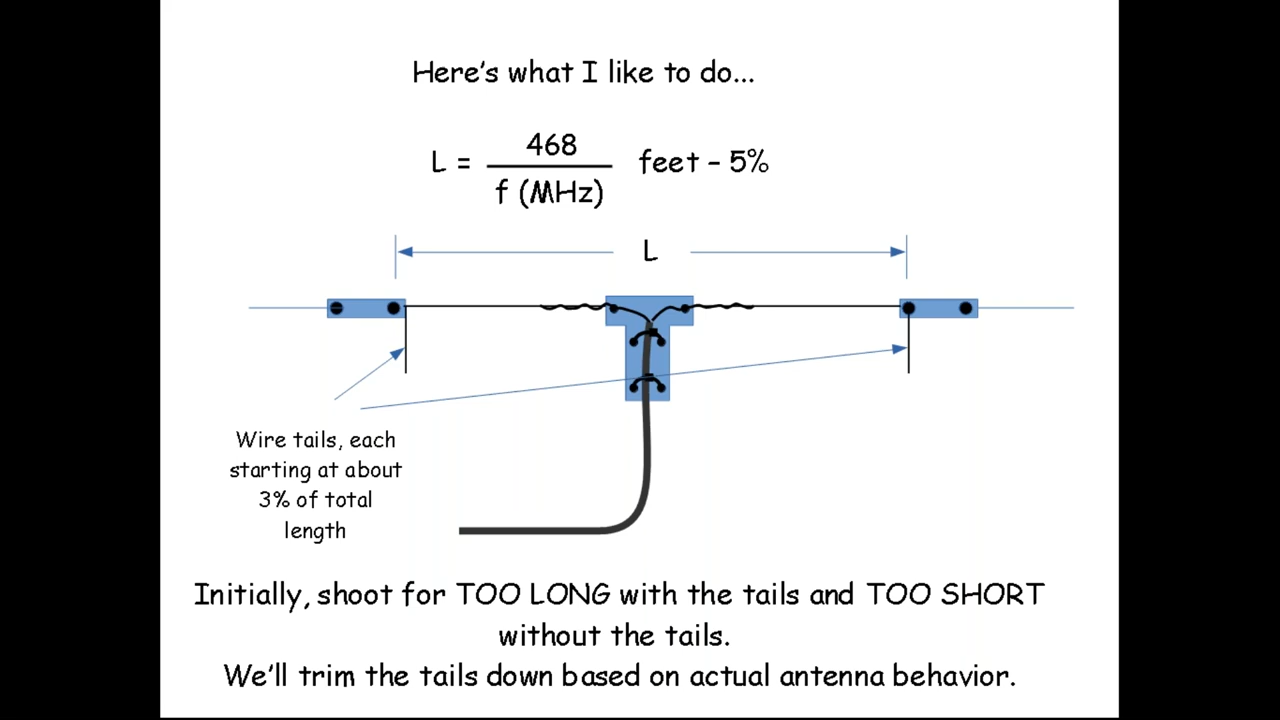 Here's what I like to do...
468
L = feet – 5%
f (MHz)
L
Wire tails, each
starting at about
3% of total
length
Initially, shoot for TOO LONG with the tails and TOO SHORT
without the tails.
We'll trim the tails down based on actual antenna behavior.